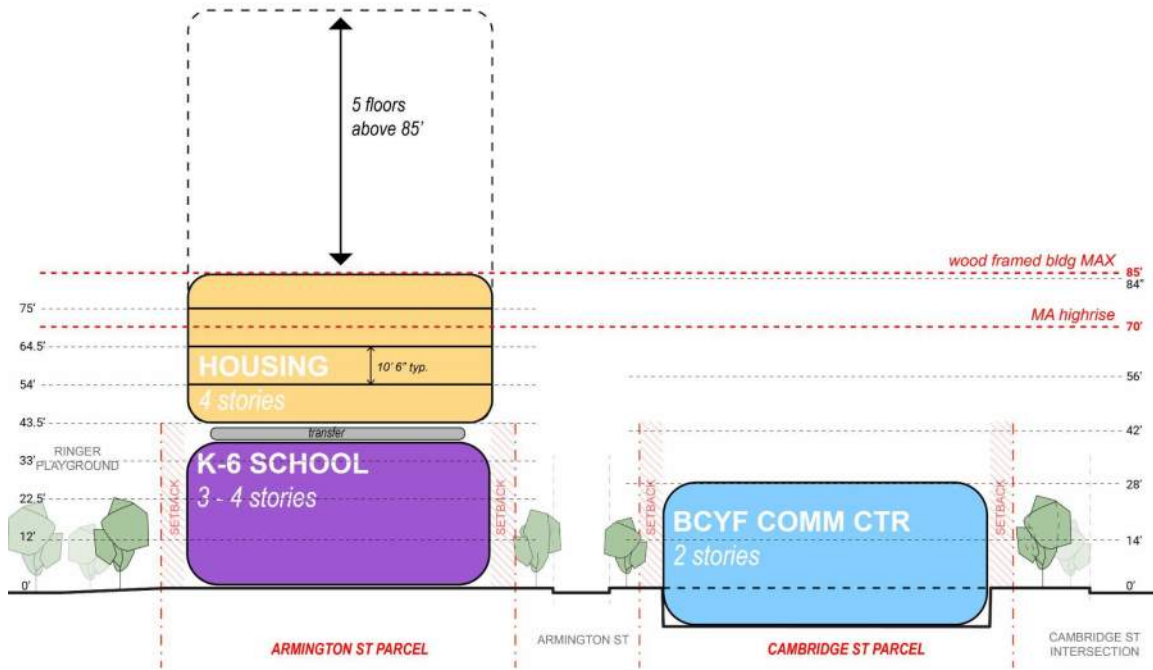 5 floors
above 85'
wood framed bldg MAX
85'
84"
75'
MA highrise
70'
64.5'
HOUSING
10' 6" typ.
56'
54'
4 stories
43.5'
transfer
42'
RINGER
PLAYGROUND
33'
K-6 SCHOOL
3 - 4 stories
22.5'
28'
SETBACK
SETBACK
SETBACK
SETBACK
BCYF COMM CTR
2 stories
12'
14'
0'
0'
ARMINGTON ST PARCEL
ARMINGTON ST
CAMBRIDGE ST PARCEL
CAMBRIDGE ST
INTERSECTION